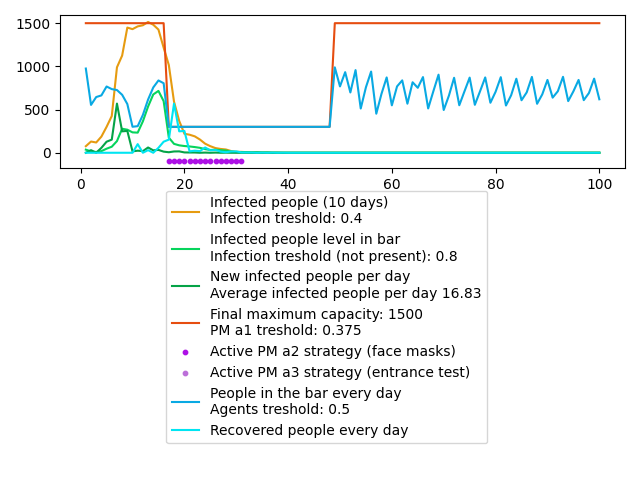 1500
1000
500
0
0 20 40 60 80 100
Infected people (10 days)
Infection treshold: 0.4
Infected people level in bar
Infection treshold (not present): 0.8
New infected people per day
Average infected people per day 16.83
Final maximum capacity: 1500
PM a1 treshold: 0.375
Active PM a2 strategy (face masks)
Active PM a3 strategy (entrance test)
People in the bar every day
Agents treshold: 0.5
Recovered people every day